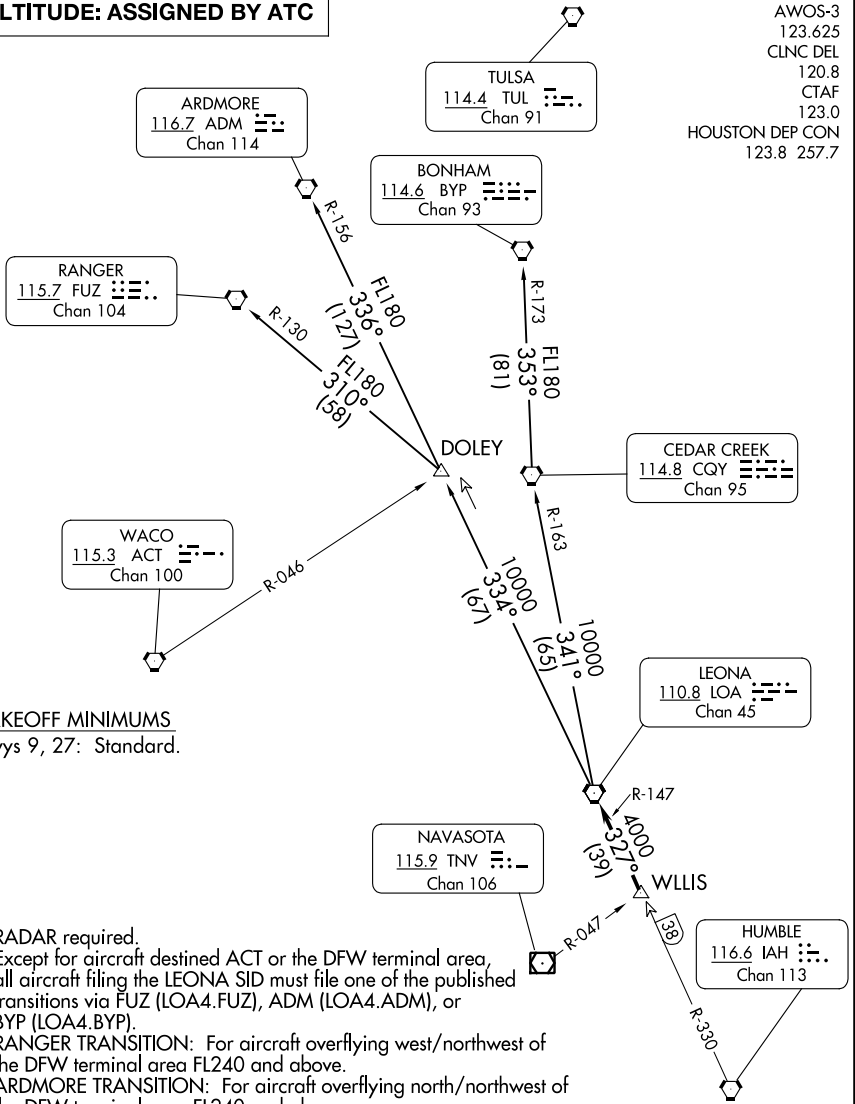 LTITUDE: ASSIGNED BY ATC
AWOS-3
123.625
CLNC DEL
120.8
CTAF
123.0
HOUSTON DEP CON
123.8 257.7
TULSA
114.4 TUL
Chan 91
ARDMORE
116.7 ADM
Chan 114
BONHAM
114.6 BYP
Chan 93
R-156
RANGER
115.7 FUZ
Chan 104
R-130
FL180
336°
(127)
R-173
FL180
310°
(58)
FL180
353°
(81)
DOLEY
CEDAR CREEK
114.8 CQY
Chan 95
WACO
115.3 ACT
Chan 100
R-046
R-163
10000
334°
(67)
10000
341°
(65)
LEONA
110.8 LOA
Chan 45
KEOFF MINIMUMS
ys 9, 27: Standard.
R-147
4000
327°
(39)
NAVASOTA
115.9 TNV
Chan 106
WLLIS
R-047
38
HUMBLE
116.6 IAH
Chan 113
R-330
RADAR required.
Except for aircraft destined ACT or the DFW terminal area,
all aircraft filing the LEONA SID must file one of the published
transitions via FUZ (LOA4.FUZ), ADM (LOA4.ADM), or
BYP (LOA4.BYP).
RANGER TRANSITION: For aircraft overflying west/northwest of
the DFW terminal area FL240 and above.
ARDMORE TRANSITION: For aircraft overflying north/northwest of